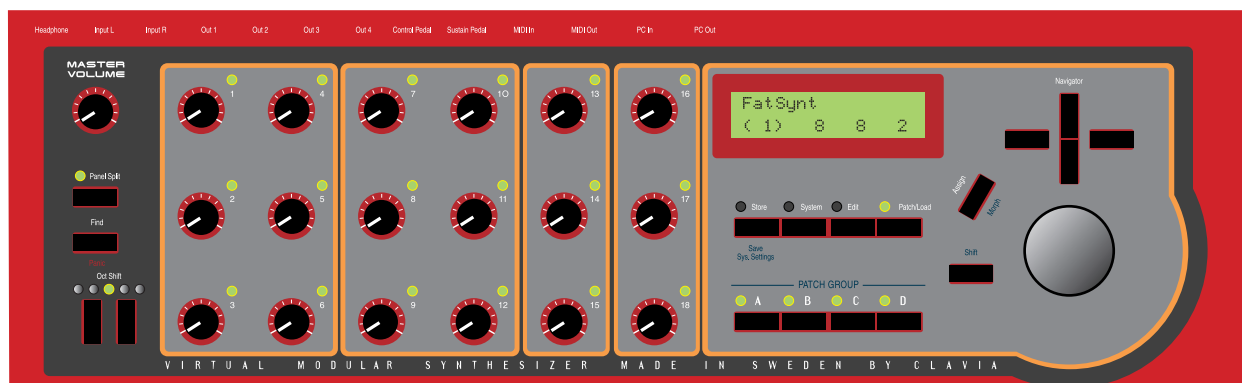 Headphone Input L Input R Out 1 Out 2 Out 3 Out 4 Control Pedal Sustain Pedal MIDI In MIDI Out PC In PC Out
MASTER
VOLUME
1 4 7 10 13 16
Navigator
FatSynt
( 1) 8 8 2
Panel Split
2 5 8 11 14 17
Assign
Morph
Store System Edit Patch/Load
Find
Panic
Save
Sys. Settings
Shift
Oct Shift
PATCH GROUP
3 6 9 12 15 18
A B C D
VIRTUAL MODULAR SYNTHESIZER MADE IN SWEDEN BY CLAVIA